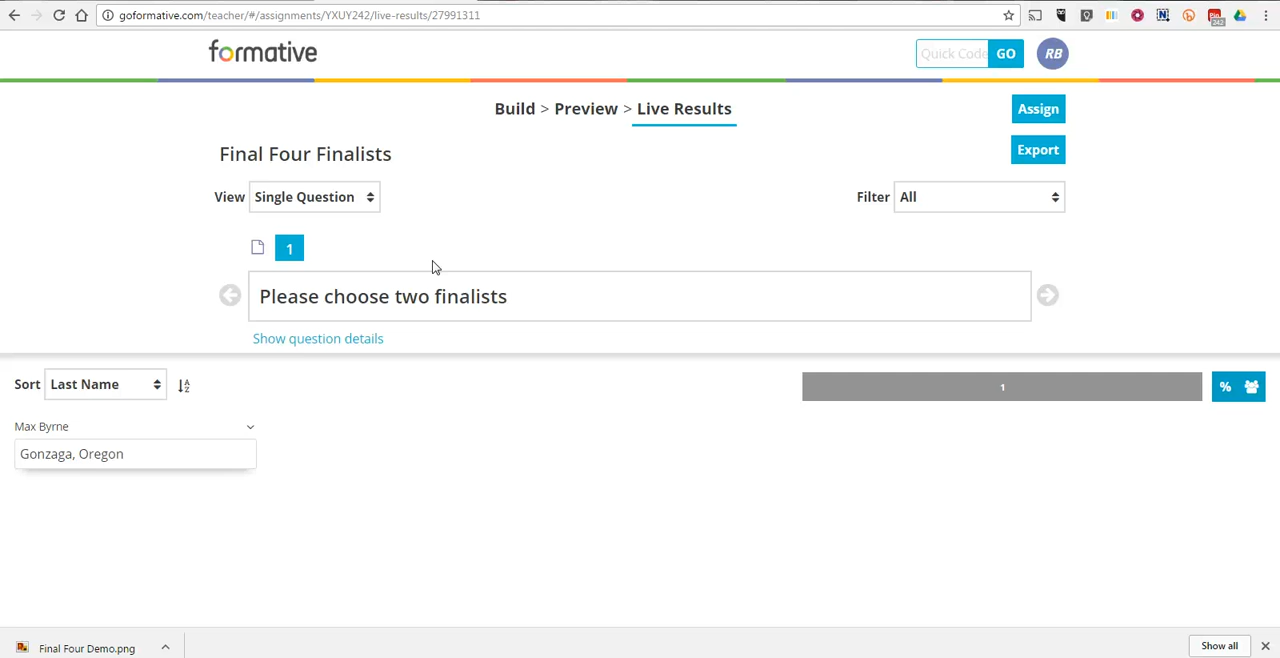 goformative.com/teacher/#/assignments/YXUY242/live-results/27991311
242
formative
Quick Code GO RB
Build > Preview > Live Results
Assign
Final Four Finalists
Export
View Single Question
Filter All
1
Please choose two finalists
Show question details
Sort Last Name
1
%
Max Byrne
Gonzaga, Oregon
Final Four Demo.png
Show all